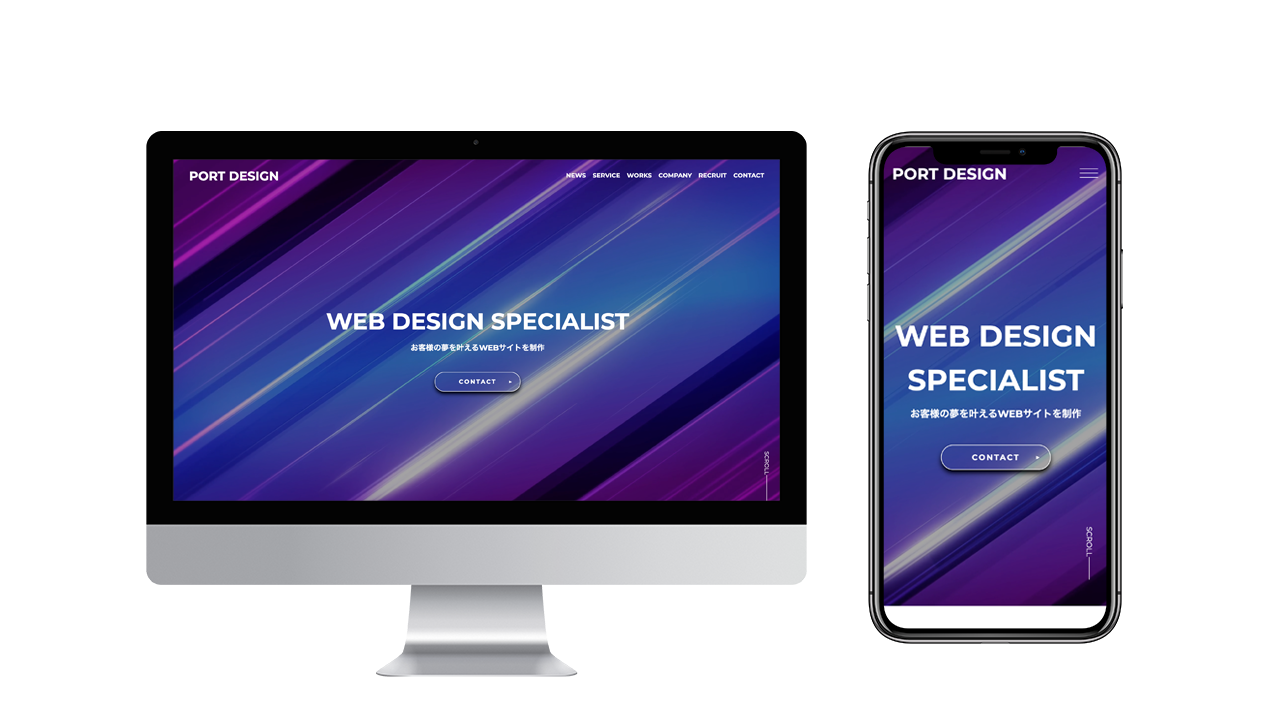 PORT DESIGN
NEWS SERVICE WORKS COMPANY RECRUIT CONTACT
WEB DESIGN SPECIALIST
お客様の夢を叶えるWEBサイトを制作
CONTACT
SCROLL
PORT DESIGN
WEB DESIGN
SPECIALIST
お客様の夢を叶えるWEBサイトを制作
CONTACT
SCROLL